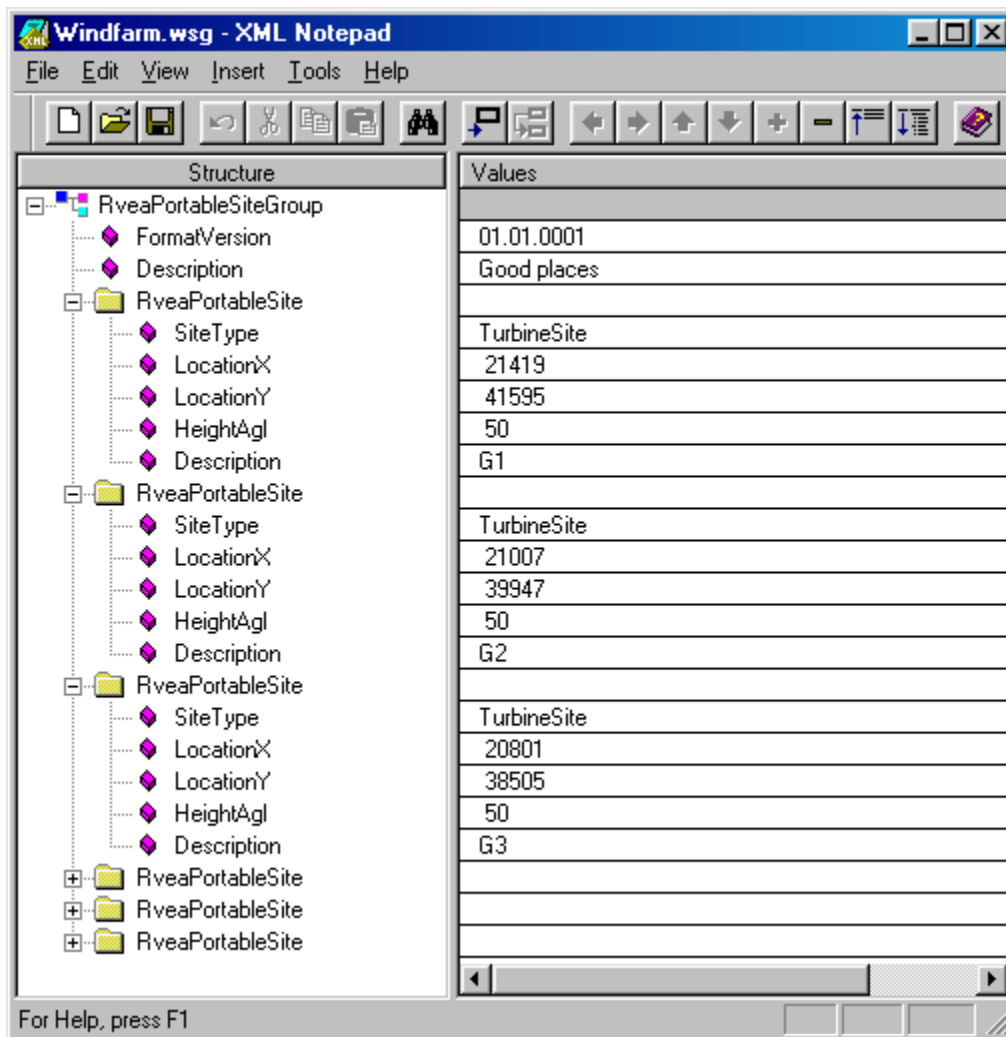 Windfarm.wsg - XML Notepad
File Edit View Insert Tools Help
Structure Values
RveaPortableSiteGroup
FormatVersion 01.01.0001
Description Good places
RveaPortableSite
SiteType TurbineSite
LocationX 21419
LocationY 41595
HeightAgl 50
Description G1
RveaPortableSite
SiteType TurbineSite
LocationX 21007
LocationY 39947
HeightAgl 50
Description G2
RveaPortableSite
SiteType TurbineSite
LocationX 20801
LocationY 38505
HeightAgl 50
Description G3
RveaPortableSite
RveaPortableSite
RveaPortableSite
For Help, press F1